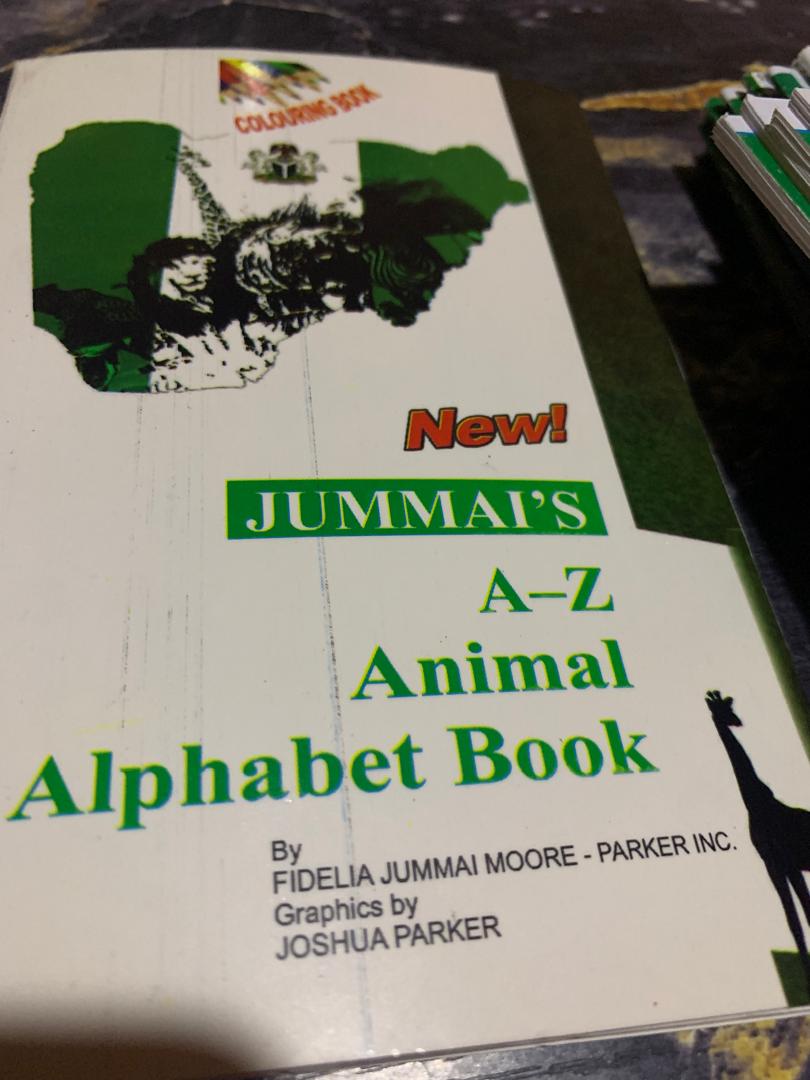 COLOURING BOOK
New!
JUMMAI'S
A–Z
Animal
Alphabet Book
By
FIDELIA JUMMAI MOORE - PARKER INC.
Graphics by
JOSHUA PARKER